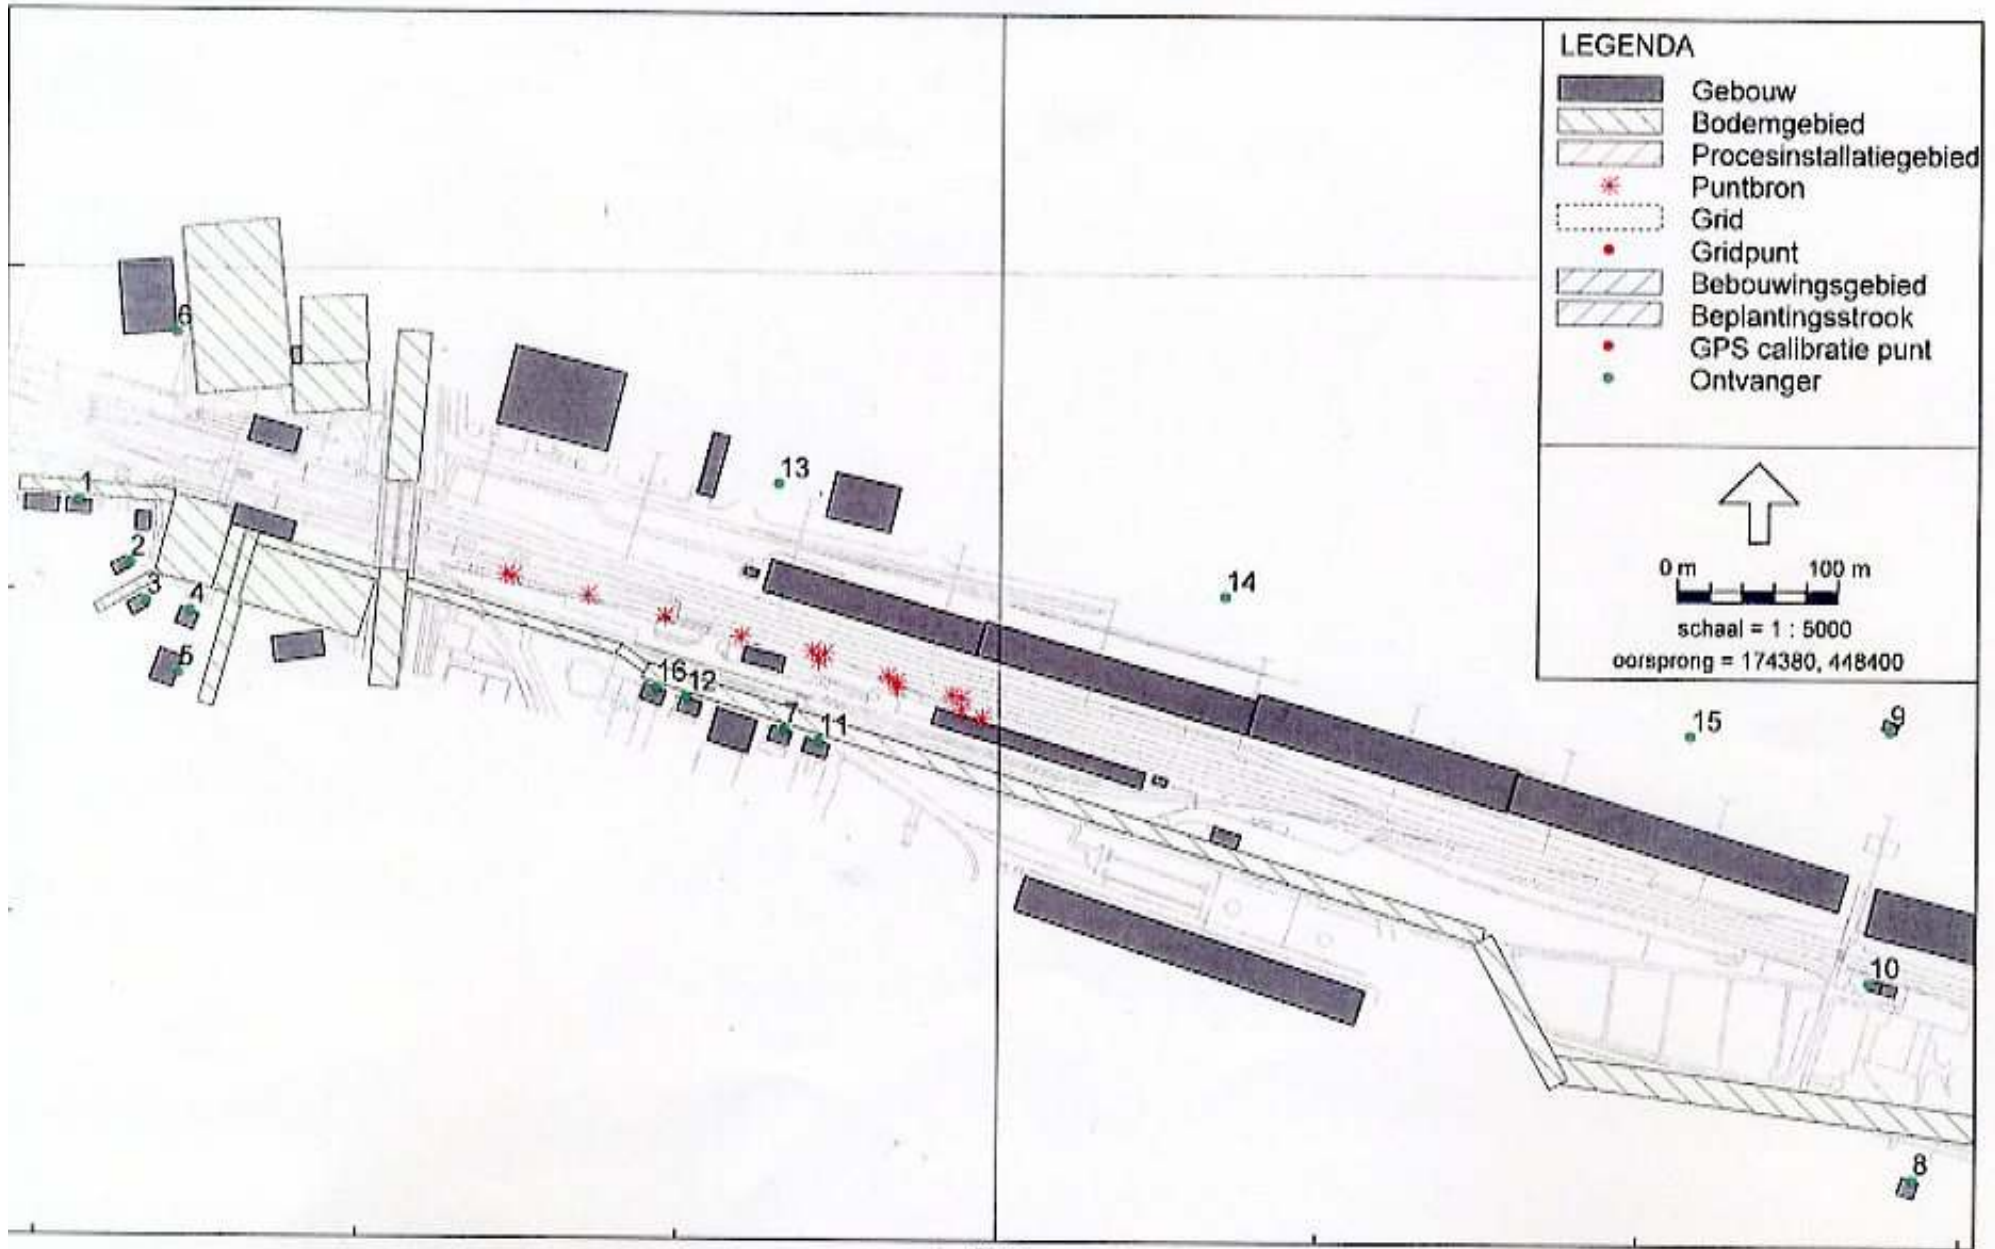 LEGENDA
Gebouw
Bodemgebied
Procesinstallatiegebied
Puntbron
Grid
Gridpunt
Bebouwingsgebied
Beplantingsstrook
GPS calibratie punt
Ontvanger
0 m 100 m
schaal = 1 : 5000
oorsprong = 174380, 448400
6
13
1
2
3
4
5
14
16
12
7
11
15
9
10
8